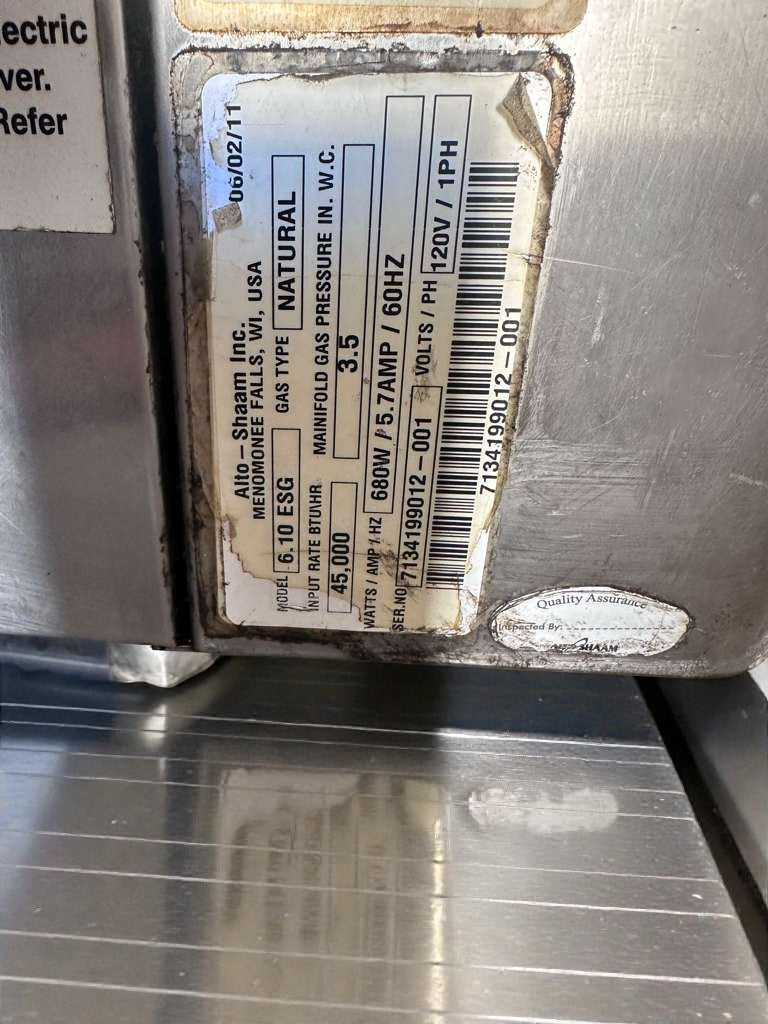 ectric
ver.
Refer
06/02/11
Alto-Shaam Inc.
MENOMONEE FALLS, WI, USA
MODEL 6.10 ESG GAS TYPE NATURAL
INPUT RATE BTU\HR MAINIFOLD GAS PRESSURE IN. W.C.
45,000 3.5
WATTS / AMP / HZ 680W / 5.7AMP / 60HZ
SER.NO. 7134199012-001 VOLTS / PH 120V / 1PH
7134199012-001
Quality Assurance
Inspected By:
SHAAM